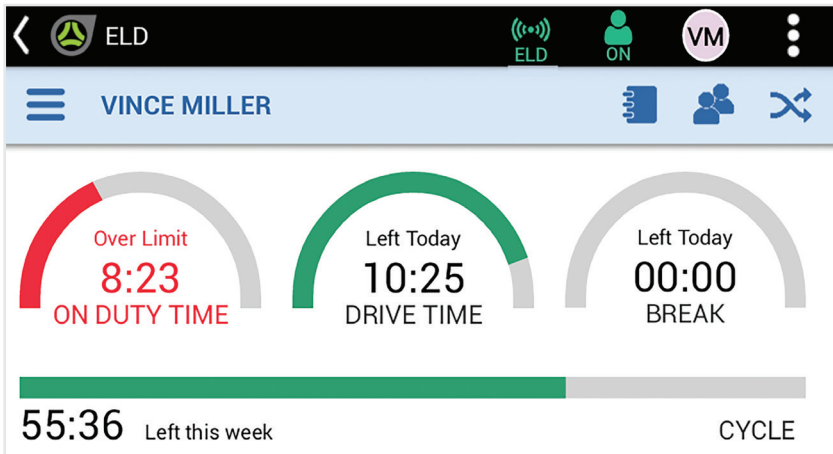 ELD
ELD
ON
VM
VINCE MILLER
Over Limit
8:23
ON DUTY TIME
Left Today
10:25
DRIVE TIME
Left Today
00:00
BREAK
55:36 Left this week
CYCLE